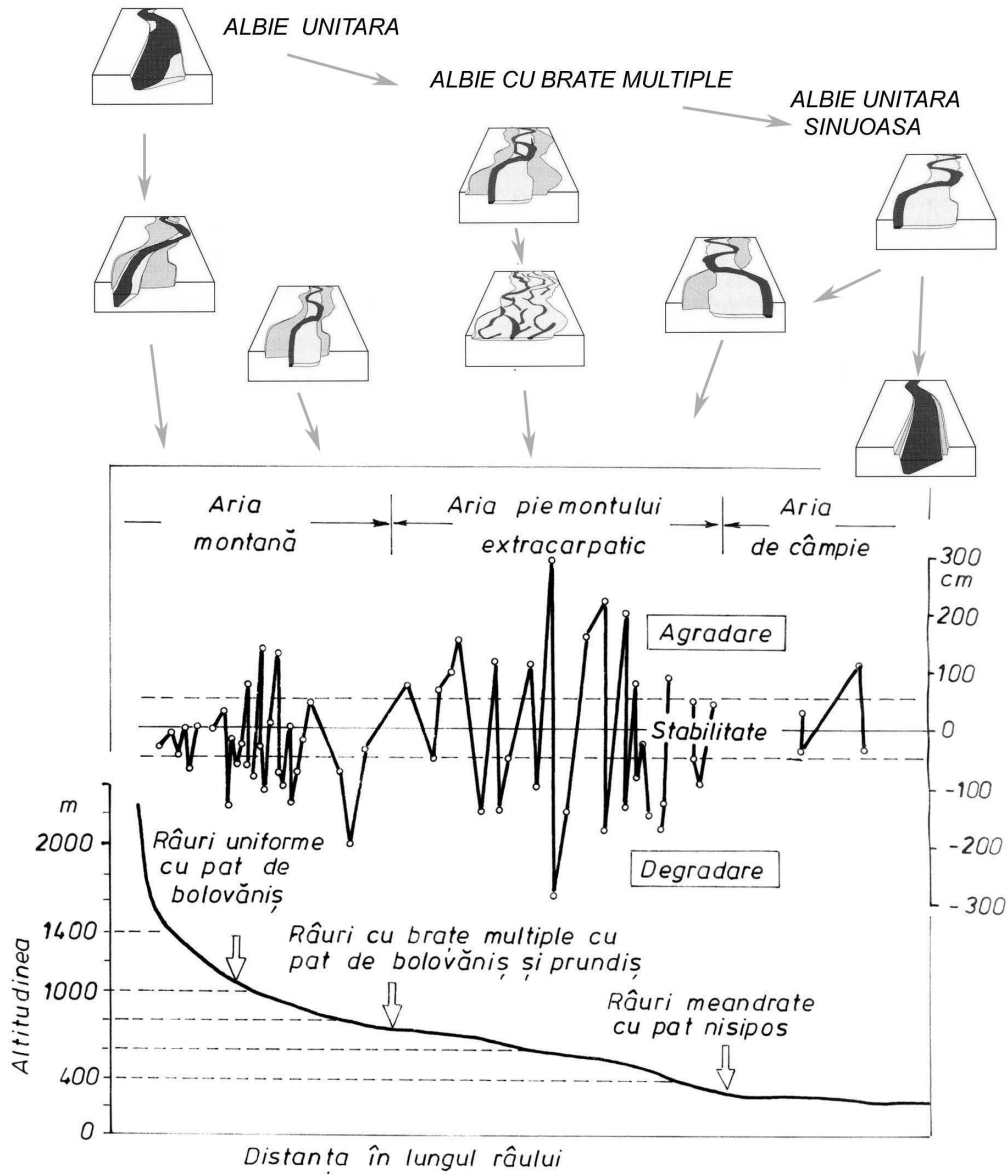 ALBIE UNITARA
ALBIE CU BRATE MULTIPLE
ALBIE UNITARA
SINUOASA
Aria
montană
Aria piemontului
extracarpatic
Aria
de câmpie
300
cm
200
100
0
-100
-200
-300
Agradare
Stabilitate
Degradare
m
2000
1400
1000
400
0
Altitudinea
Râuri uniforme
cu pat de
bolovăniș
Râuri cu brațe multiple cu
pat de bolovăniș și prundiș
Râuri meandrate
cu pat nisipos
Distanța în lungul râului